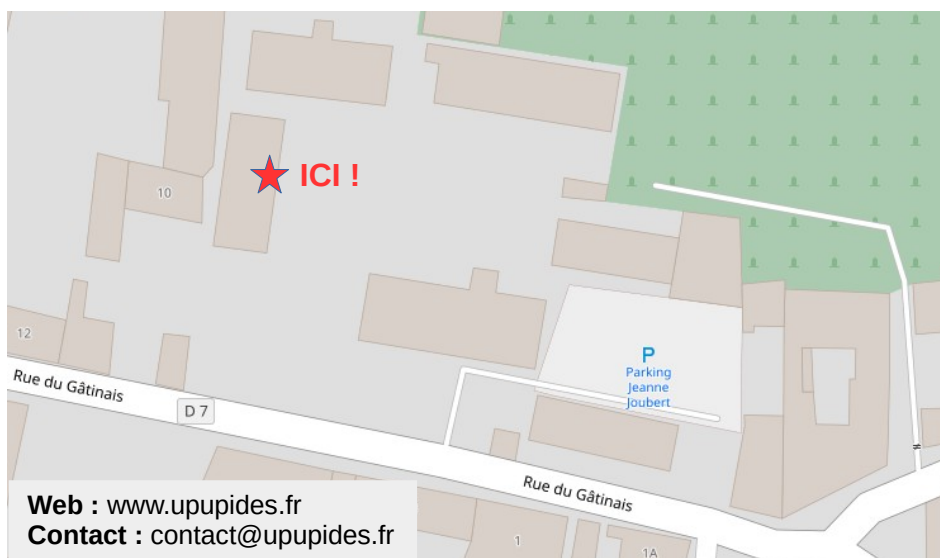 ICI !
10
12
P
Parking
Jeanne
Joubert
Rue du Gâtinais
D 7
Rue du Gâtinais
Web : www.upupides.fr
Contact : contact@upupides.fr
1
1A